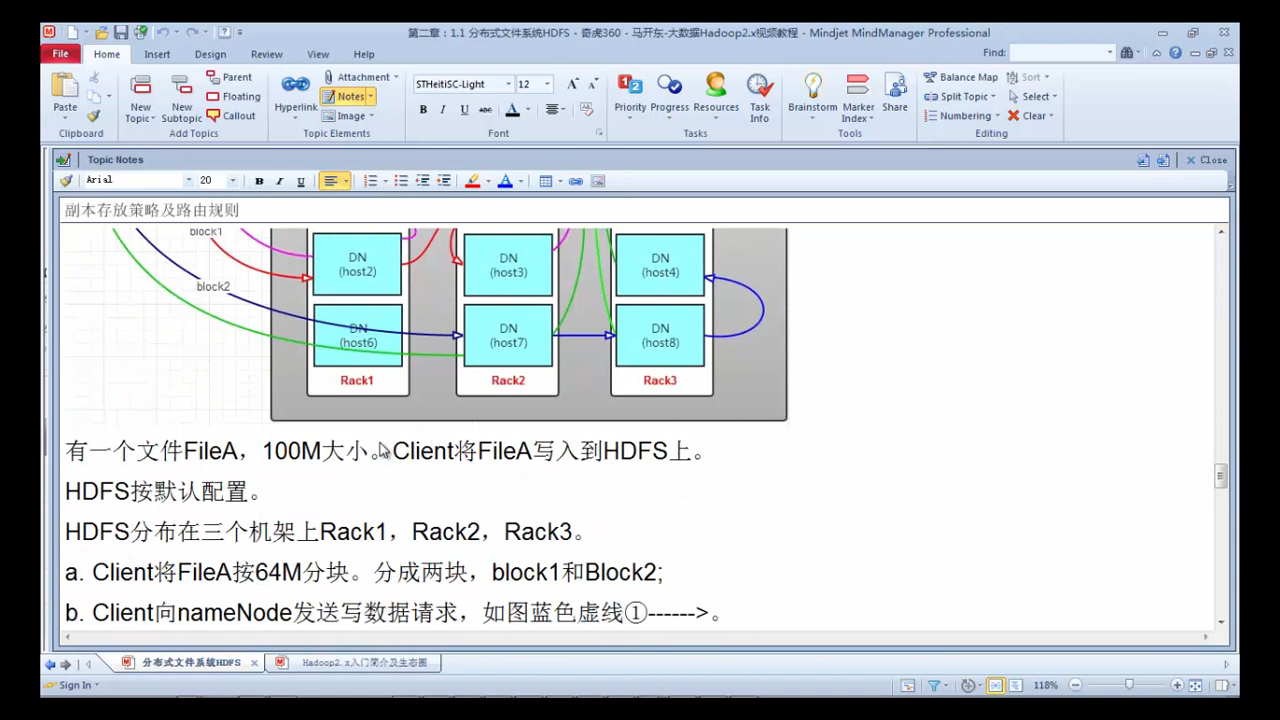 第二章：1.1 分布式文件系统HDFS - 奇虎360 - 马开东-大数据Hadoop2.x视频教程 - Mindjet MindManager Professional
File Home Insert Design Review View Help Find:
Paste
Clipboard
New Topic
New Subtopic
Parent
Floating
Callout
Add Topics
Hyperlink
Attachment
Notes
Image
Topic Elements
STHeitiSC-Light 12
B I U abc A
Font
Priority Progress Resources Task Info
Tasks
Brainstorm Marker Index Share
Tools
Balance Map Sort
Split Topic Select
Numbering Clear
Editing
Topic Notes Close
Arial 20 B I U A
副本存放策略及路由规则
block1
block2
DN (host2)
DN (host3)
DN (host4)
DN (host6)
DN (host7)
DN (host8)
Rack1 Rack2 Rack3
有一个文件FileA，100M大小。Client将FileA写入到HDFS上。
HDFS按默认配置。
HDFS分布在三个机架上Rack1，Rack2，Rack3。
a. Client将FileA按64M分块。分成两块，block1和Block2;
b. Client向nameNode发送写数据请求，如图蓝色虚线①------>。
分布式文件系统HDFS Hadoop2.x入门简介及生态圈
Sign In 118%